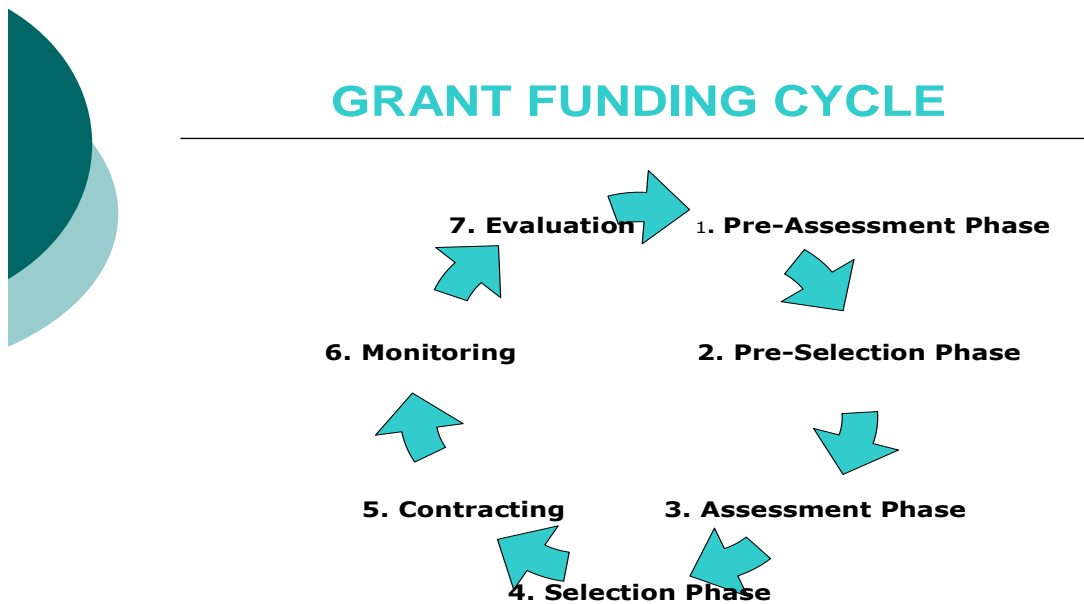 GRANT FUNDING CYCLE
1. Pre-Assessment Phase
2. Pre-Selection Phase
3. Assessment Phase
4. Selection Phase
5. Contracting
6. Monitoring
7. Evaluation